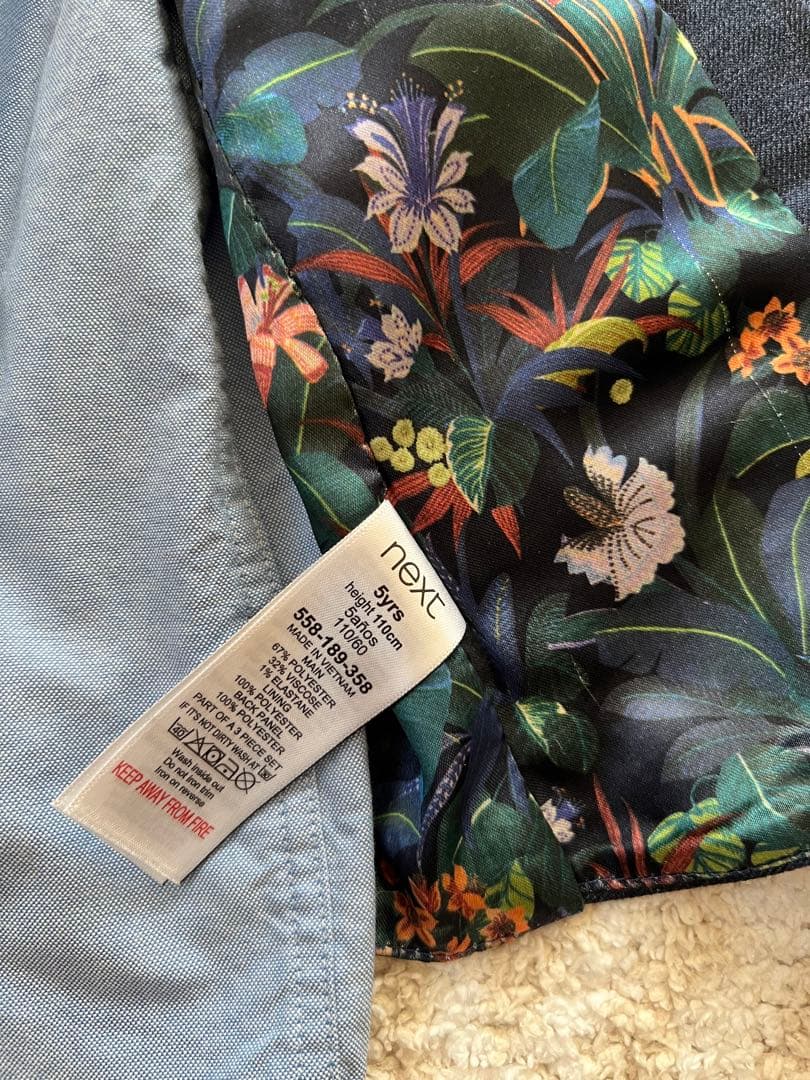 next
5yrs
height 110cm
5años
110/60
558-189-358
MADE IN VIETNAM
MAIN
67% POLYESTER
32% VISCOSE
1% ELASTANE
LINING
100% POLYESTER
BACK PANEL
100% POLYESTER
PART OF A 3 PIECE SET
IF IT'S NOT DIRTY WASH AT 30
40
Wash inside out
Do not iron trim
Iron on reverse
KEEP AWAY FROM FIRE